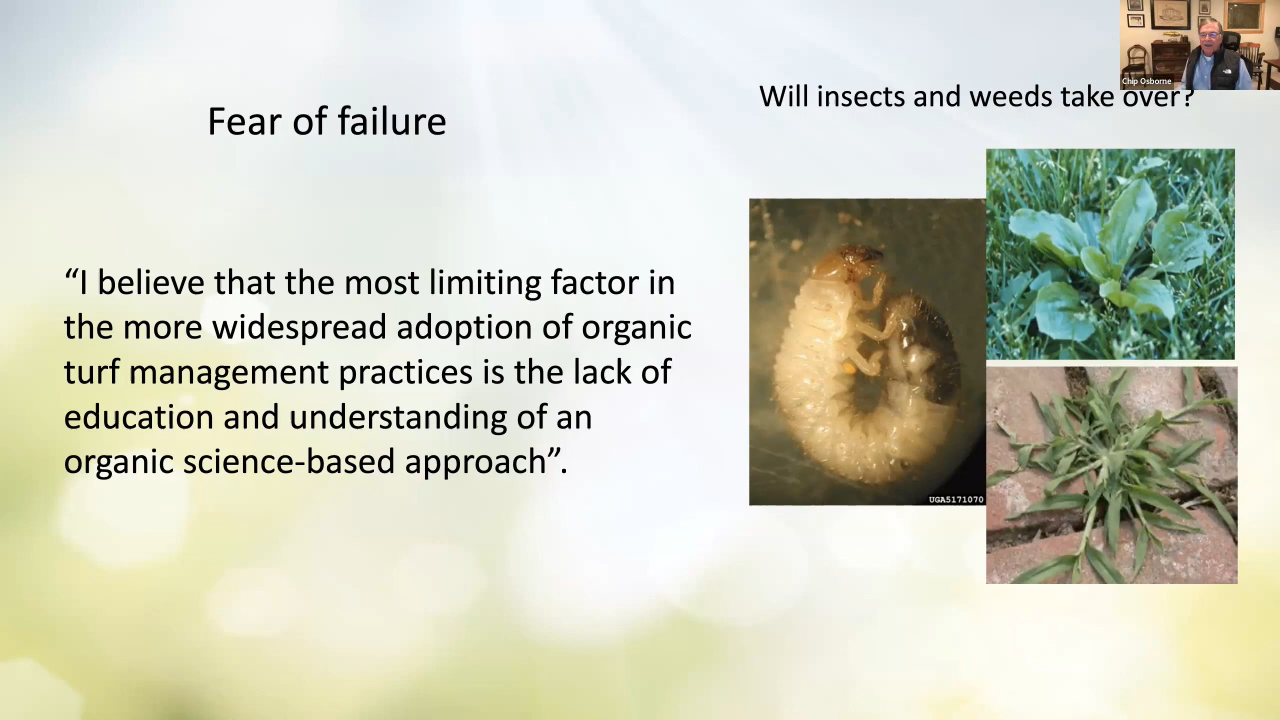 Chip Osborne
Will insects and weeds take over?
Fear of failure
“I believe that the most limiting factor in
the more widespread adoption of organic
turf management practices is the lack of
education and understanding of an
organic science-based approach”.
UGA5171070